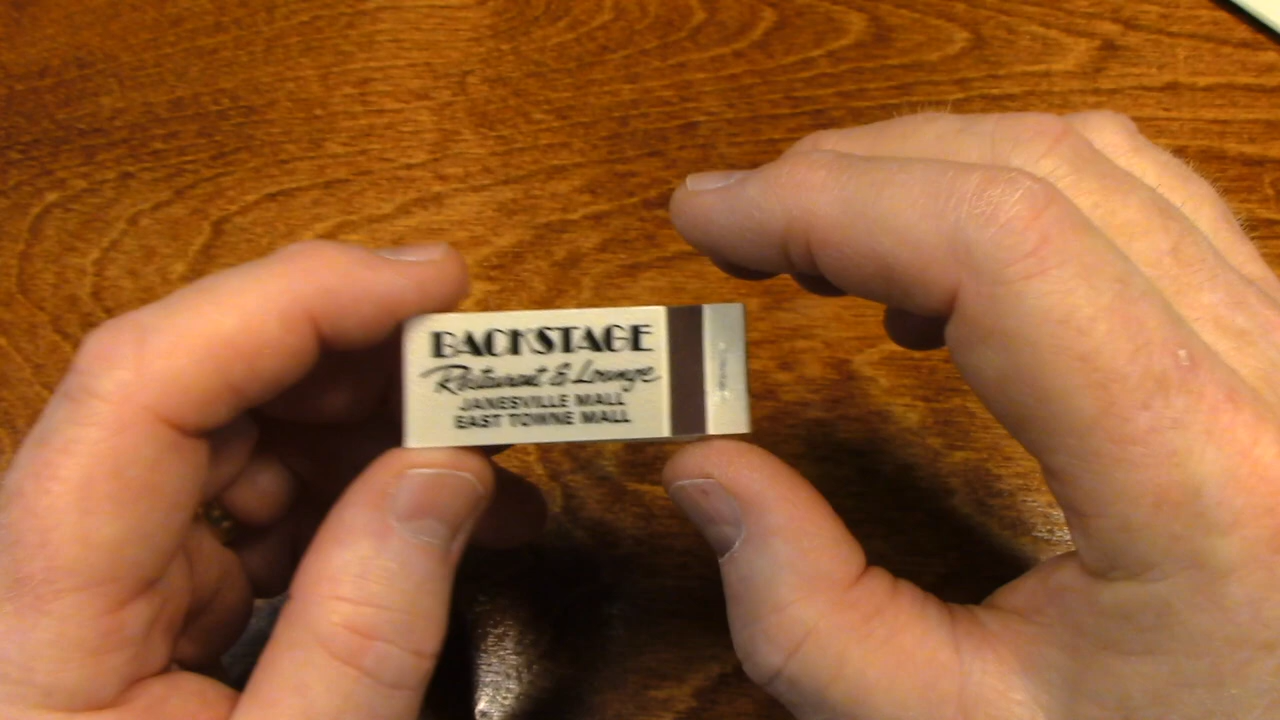 BACKSTAGE
Restaurant & Lounge
JANESVILLE MALL
EAST TOWNE MALL